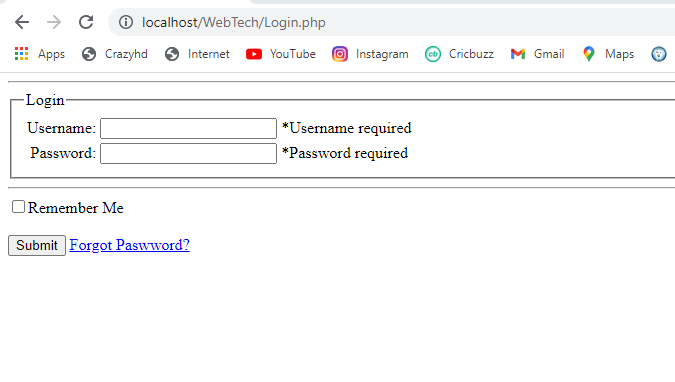 localhost/WebTech/Login.php
Apps Crazyhd Internet YouTube Instagram cb Cricbuzz Gmail Maps
Login
Username: *Username required
Password: *Password required
Remember Me
Submit Forgot Paswword?